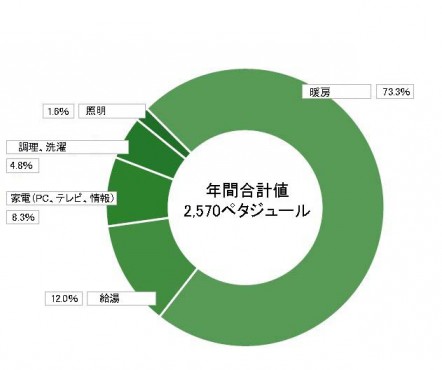 暖房 73.3%
1.6% 照明
調理、洗濯
4.8%
家電(PC、テレビ、情報)
8.3%
12.0% 給湯
年間合計値
2,570ペタジュール